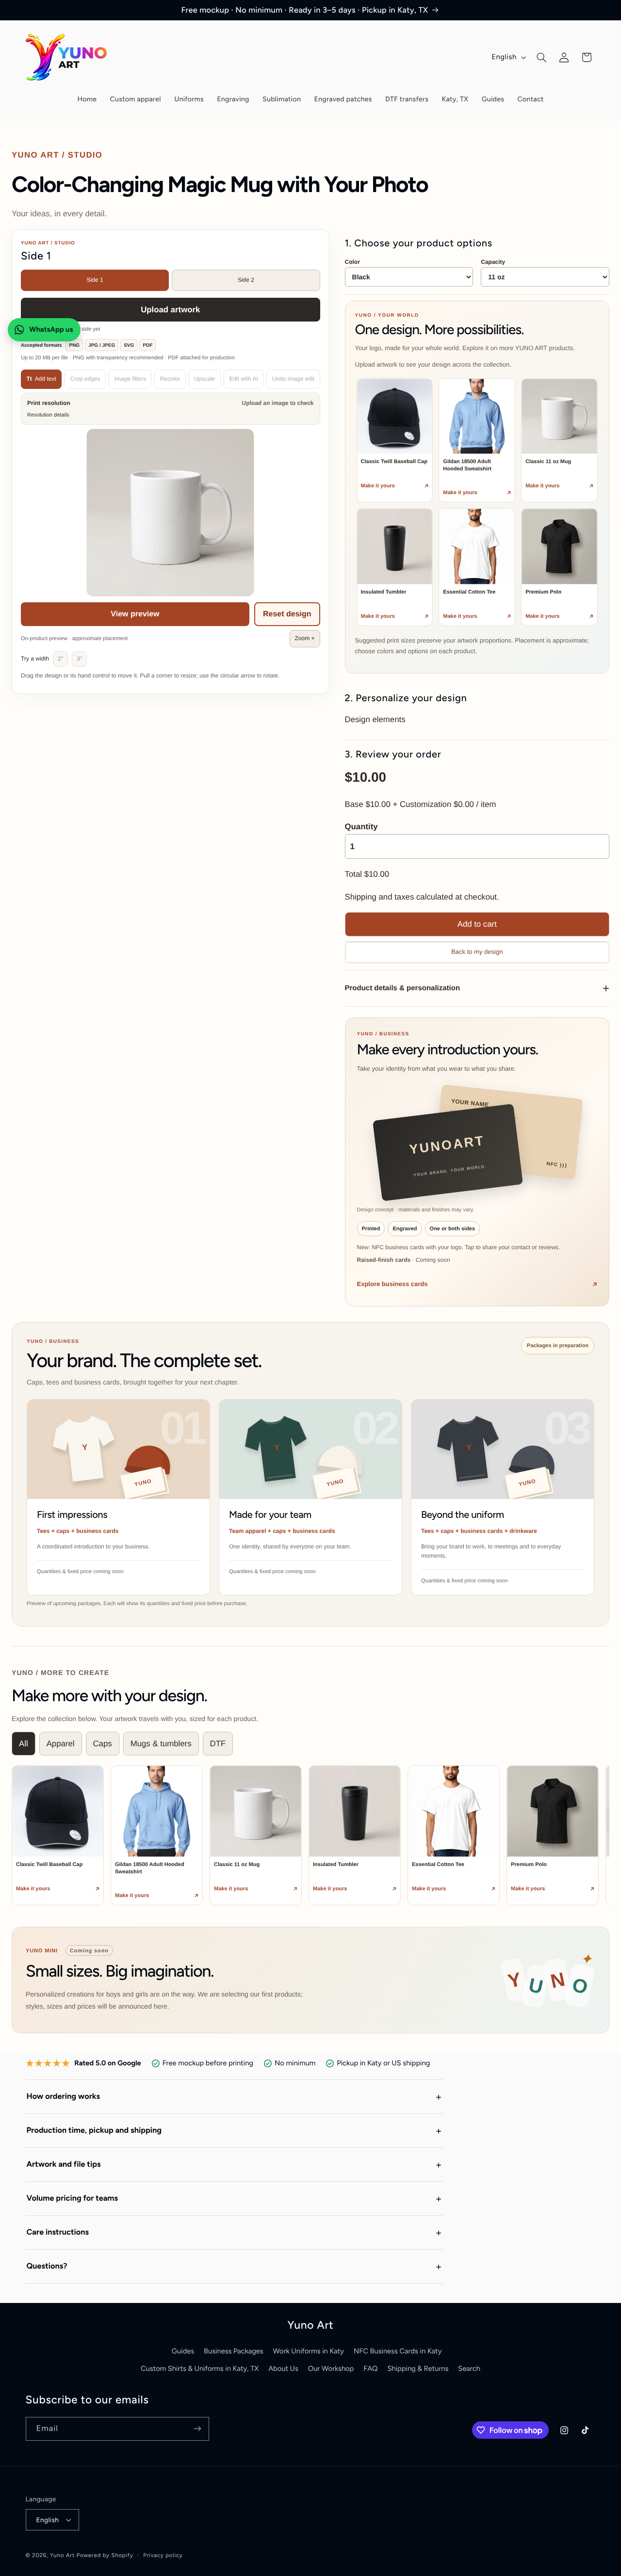 Free mockup · No minimum · Ready in 3–5 days · Pickup in Katy, TX →
YUNO
ART
English
Home
Custom apparel
Uniforms
Engraving
Sublimation
Engraved patches
DTF transfers
Katy, TX
Guides
Contact
YUNO ART / STUDIO
Color-Changing Magic Mug with Your Photo
Your ideas, in every detail.
YUNO ART / STUDIO
Side 1
Side 1
Side 2
Upload artwork
side yet
WhatsApp us
Accepted formats PNG JPG / JPEG SVG PDF
Up to 20 MB per file · PNG with transparency recommended · PDF attached for production
Tt Add text
Crop edges
Image filters
Recolor
Upscale
Edit with AI
Undo image edit
Print resolution
Upload an image to check
Resolution details
View preview
Reset design
On-product preview · approximate placement
Zoom +
Try a width 2" 3"
Drag the design or its hand control to move it. Pull a corner to resize; use the circular arrow to rotate.
1. Choose your product options
Color
Capacity
Black
11 oz
YUNO / YOUR WORLD
One design. More possibilities.
Your logo, made for your whole world. Explore it on more YUNO ART products.
Upload artwork to see your design across the collection.
Classic Twill Baseball Cap
Make it yours ↗
Gildan 18500 Adult
Hooded Sweatshirt
Make it yours ↗
Classic 11 oz Mug
Make it yours ↗
Insulated Tumbler
Make it yours ↗
Essential Cotton Tee
Make it yours ↗
Premium Polo
Make it yours ↗
Suggested print sizes preserve your artwork proportions. Placement is approximate;
choose colors and options on each product.
2. Personalize your design
Design elements
3. Review your order
$10.00
Base $10.00 + Customization $0.00 / item
Quantity
1
Total $10.00
Shipping and taxes calculated at checkout.
Add to cart
Back to my design
Product details & personalization +
YUNO / BUSINESS
Make every introduction yours.
Take your identity from what you wear to what you share.
YOUR NAME
NFC )))
YUNOART
YOUR BRAND. YOUR WORLD.
Design concept · materials and finishes may vary.
Printed
Engraved
One or both sides
New: NFC business cards with your logo. Tap to share your contact or reviews.
Raised-finish cards · Coming soon
Explore business cards ↗
YUNO / BUSINESS
Packages in preparation
Your brand. The complete set.
Caps, tees and business cards, brought together for your next chapter.
01
Y
YUNO
First impressions
Tees + caps + business cards
A coordinated introduction to your business.
Quantities & fixed price coming soon
02
Y
YUNO
Made for your team
Team apparel + caps + business cards
One identity, shared by everyone on your team.
Quantities & fixed price coming soon
03
Y
YUNO
Beyond the uniform
Tees + caps + business cards + drinkware
Bring your brand to work, to meetings and to everyday
moments.
Quantities & fixed price coming soon
Preview of upcoming packages. Each will show its quantities and fixed price before purchase.
YUNO / MORE TO CREATE
Make more with your design.
Explore the collection below. Your artwork travels with you, sized for each product.
All
Apparel
Caps
Mugs & tumblers
DTF
Classic Twill Baseball Cap
Make it yours ↗
Gildan 18500 Adult Hooded
Sweatshirt
Make it yours ↗
Classic 11 oz Mug
Make it yours ↗
Insulated Tumbler
Make it yours ↗
Essential Cotton Tee
Make it yours ↗
Premium Polo
Make it yours ↗
YUNO MINI Coming soon
Small sizes. Big imagination.
Personalized creations for boys and girls are on the way. We are selecting our first products;
styles, sizes and prices will be announced here.
YUNO
★★★★★ Rated 5.0 on Google
Free mockup before printing
No minimum
Pickup in Katy or US shipping
How ordering works +
Production time, pickup and shipping +
Artwork and file tips +
Volume pricing for teams +
Care instructions +
Questions? +
Yuno Art
Guides
Business Packages
Work Uniforms in Katy
NFC Business Cards in Katy
Custom Shirts & Uniforms in Katy, TX
About Us
Our Workshop
FAQ
Shipping & Returns
Search
Subscribe to our emails
Email →
Follow on shop
Language
English
© 2026, Yuno Art Powered by Shopify · Privacy policy